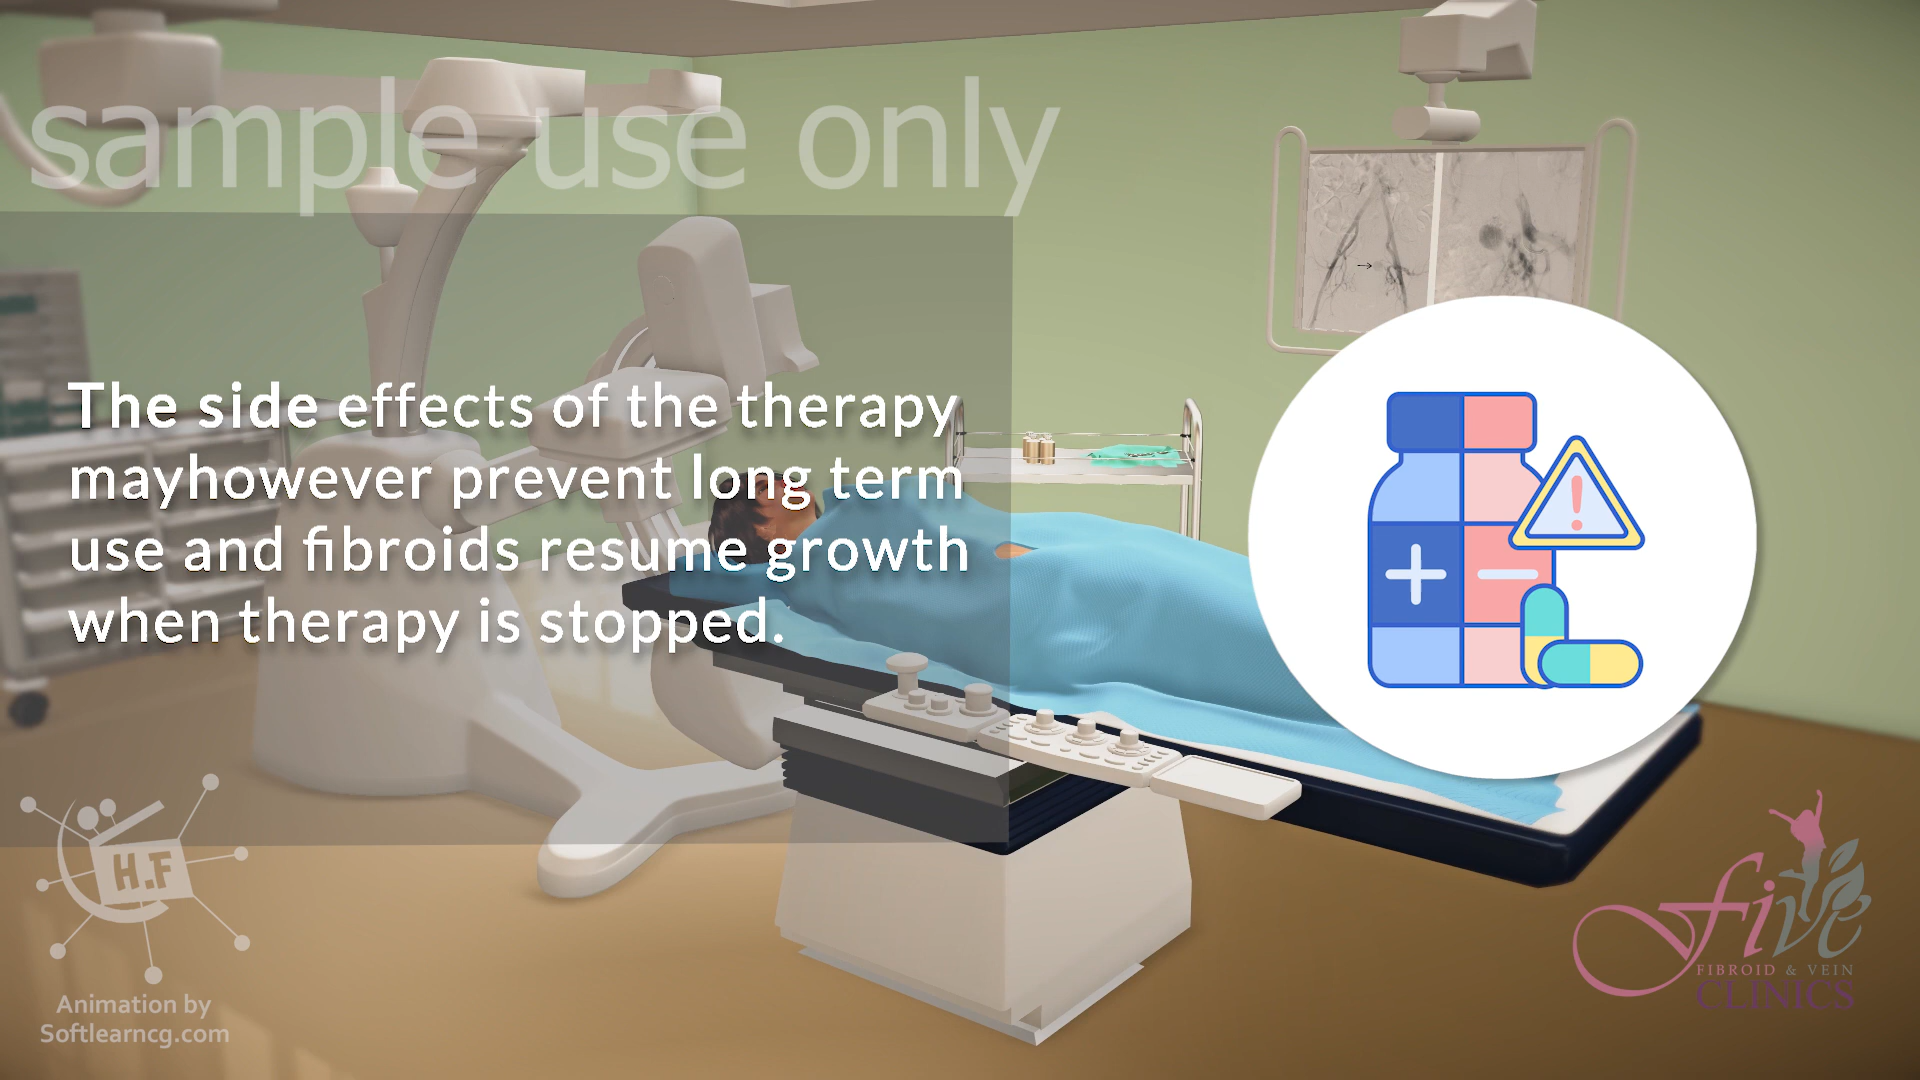 sample use only
The side effects of the therapy
mayhowever prevent long term
use and fibroids resume growth
when therapy is stopped.
H.F
Animation by
Softlearncg.com
five
FIBROID & VEIN
CLINICS